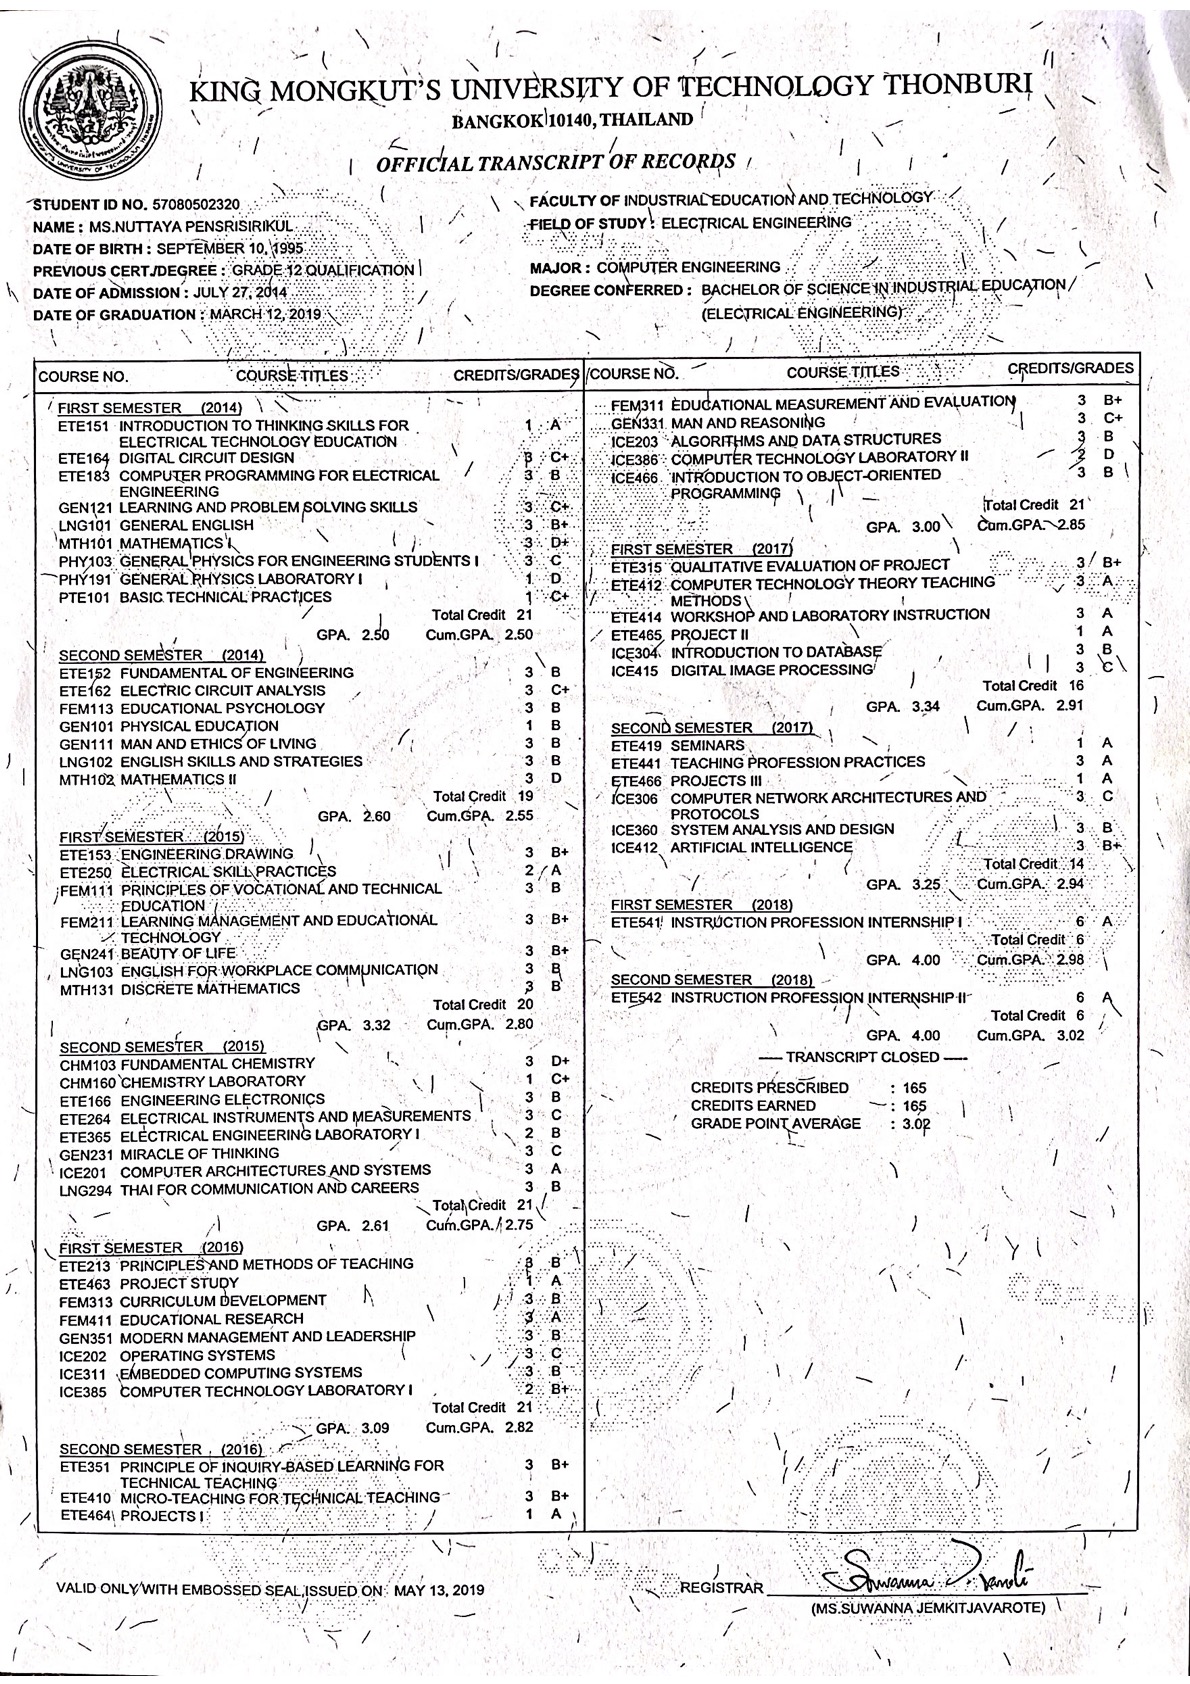 KING MONGKUT'S UNIVERSITY OF TECHNOLOGY THONBURI
BANGKOK 10140, THAILAND
OFFICIAL TRANSCRIPT OF RECORDS
STUDENT ID NO. 57080502320
NAME : MS.NUTTAYA PENSRISIRIKUL
DATE OF BIRTH : SEPTEMBER 10, 1995
PREVIOUS CERT./DEGREE : GRADE 12 QUALIFICATION
DATE OF ADMISSION : JULY 27, 2014
DATE OF GRADUATION : MARCH 12, 2019
FACULTY OF INDUSTRIAL EDUCATION AND TECHNOLOGY
FIELD OF STUDY : ELECTRICAL ENGINEERING
MAJOR : COMPUTER ENGINEERING
DEGREE CONFERRED : BACHELOR OF SCIENCE IN INDUSTRIAL EDUCATION
(ELECTRICAL ENGINEERING)
COURSE NO. COURSE TITLES CREDITS/GRADES
FIRST SEMESTER (2014)
ETE151 INTRODUCTION TO THINKING SKILLS FOR 1 A
ELECTRICAL TECHNOLOGY EDUCATION
ETE164 DIGITAL CIRCUIT DESIGN 3 C+
ETE183 COMPUTER PROGRAMMING FOR ELECTRICAL 3 B
ENGINEERING
GEN121 LEARNING AND PROBLEM SOLVING SKILLS 3 C+
LNG101 GENERAL ENGLISH 3 B+
MTH101 MATHEMATICS I 3 D+
PHY103 GENERAL PHYSICS FOR ENGINEERING STUDENTS I 3 C
PHY191 GENERAL PHYSICS LABORATORY I 1 D
PTE101 BASIC TECHNICAL PRACTICES 1 C+
Total Credit 21
GPA. 2.50 Cum.GPA. 2.50
SECOND SEMESTER (2014)
ETE152 FUNDAMENTAL OF ENGINEERING 3 B
ETE162 ELECTRIC CIRCUIT ANALYSIS 3 C+
FEM113 EDUCATIONAL PSYCHOLOGY 3 B
GEN101 PHYSICAL EDUCATION 1 B
GEN111 MAN AND ETHICS OF LIVING 3 B
LNG102 ENGLISH SKILLS AND STRATEGIES 3 B
MTH102 MATHEMATICS II 3 D
Total Credit 19
GPA. 2.60 Cum.GPA. 2.55
FIRST SEMESTER (2015)
ETE153 ENGINEERING DRAWING 3 B+
ETE250 ELECTRICAL SKILL PRACTICES 2 A
FEM111 PRINCIPLES OF VOCATIONAL AND TECHNICAL 3 B
EDUCATION
FEM211 LEARNING MANAGEMENT AND EDUCATIONAL 3 B+
TECHNOLOGY
GEN241 BEAUTY OF LIFE 3 B+
LNG103 ENGLISH FOR WORKPLACE COMMUNICATION 3 B
MTH131 DISCRETE MATHEMATICS 3 B
Total Credit 20
GPA. 3.32 Cum.GPA. 2.80
SECOND SEMESTER (2015)
CHM103 FUNDAMENTAL CHEMISTRY 3 D+
CHM160 CHEMISTRY LABORATORY 1 C+
ETE166 ENGINEERING ELECTRONICS 3 B
ETE264 ELECTRICAL INSTRUMENTS AND MEASUREMENTS 3 C
ETE365 ELECTRICAL ENGINEERING LABORATORY I 2 B
GEN231 MIRACLE OF THINKING 3 C
ICE201 COMPUTER ARCHITECTURES AND SYSTEMS 3 A
LNG294 THAI FOR COMMUNICATION AND CAREERS 3 B
Total Credit 21
GPA. 2.61 Cum.GPA. 2.75
FIRST SEMESTER (2016)
ETE213 PRINCIPLES AND METHODS OF TEACHING 3 B
ETE463 PROJECT STUDY 1 A
FEM313 CURRICULUM DEVELOPMENT 3 B
FEM411 EDUCATIONAL RESEARCH 3 A
GEN351 MODERN MANAGEMENT AND LEADERSHIP 3 B
ICE202 OPERATING SYSTEMS 3 C
ICE311 EMBEDDED COMPUTING SYSTEMS 3 B
ICE385 COMPUTER TECHNOLOGY LABORATORY I 2 B+
Total Credit 21
GPA. 3.09 Cum.GPA. 2.82
SECOND SEMESTER (2016)
ETE351 PRINCIPLE OF INQUIRY-BASED LEARNING FOR 3 B+
TECHNICAL TEACHING
ETE410 MICRO-TEACHING FOR TECHNICAL TEACHING 3 B+
ETE464 PROJECTS I 1 A
COURSE NO. COURSE TITLES CREDITS/GRADES
FEM311 EDUCATIONAL MEASUREMENT AND EVALUATION 3 B+
GEN331 MAN AND REASONING 3 C+
ICE203 ALGORITHMS AND DATA STRUCTURES 3 B
ICE386 COMPUTER TECHNOLOGY LABORATORY II 2 D
ICE466 INTRODUCTION TO OBJECT-ORIENTED 3 B
PROGRAMMING
Total Credit 21
GPA. 3.00 Cum.GPA. 2.85
FIRST SEMESTER (2017)
ETE315 QUALITATIVE EVALUATION OF PROJECT 3 B+
ETE412 COMPUTER TECHNOLOGY THEORY TEACHING 3 A
METHODS
ETE414 WORKSHOP AND LABORATORY INSTRUCTION 3 A
ETE465 PROJECT II 1 A
ICE304 INTRODUCTION TO DATABASE 3 B
ICE415 DIGITAL IMAGE PROCESSING 3 C
Total Credit 16
GPA. 3.34 Cum.GPA. 2.91
SECOND SEMESTER (2017)
ETE419 SEMINARS 1 A
ETE441 TEACHING PROFESSION PRACTICES 3 A
ETE466 PROJECTS III 1 A
ICE306 COMPUTER NETWORK ARCHITECTURES AND 3 C
PROTOCOLS
ICE360 SYSTEM ANALYSIS AND DESIGN 3 B
ICE412 ARTIFICIAL INTELLIGENCE 3 B+
Total Credit 14
GPA. 3.25 Cum.GPA. 2.94
FIRST SEMESTER (2018)
ETE541 INSTRUCTION PROFESSION INTERNSHIP I 6 A
Total Credit 6
GPA. 4.00 Cum.GPA. 2.98
SECOND SEMESTER (2018)
ETE542 INSTRUCTION PROFESSION INTERNSHIP II 6 A
Total Credit 6
GPA. 4.00 Cum.GPA. 3.02
---- TRANSCRIPT CLOSED ----
CREDITS PRESCRIBED : 165
CREDITS EARNED : 165
GRADE POINT AVERAGE : 3.02
VALID ONLY WITH EMBOSSED SEAL,ISSUED ON MAY 13, 2019
REGISTRAR
(MS.SUWANNA JEMKITJAVAROTE)